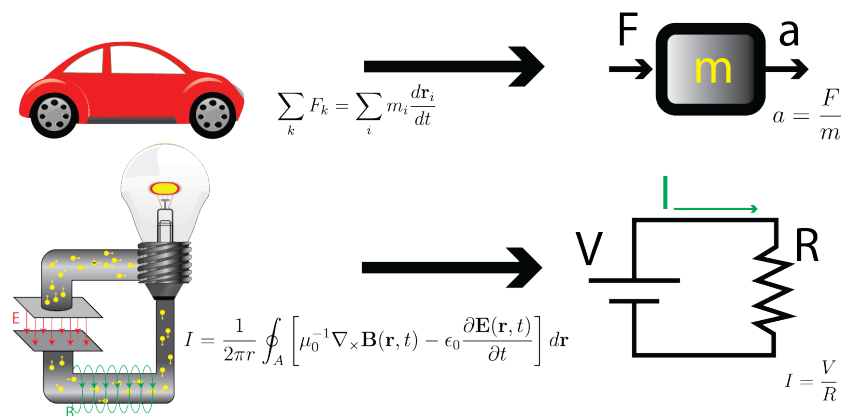 F a
m
∑_k F_k = ∑_i m_i d𝐫_i/dt
a = F/m
I
V R
E
I = 1/(2πr) ∮_A [μ_0^{-1} ∇_× 𝐁(𝐫, t) − ϵ_0 ∂𝐄(𝐫, t)/∂t] d𝐫
I = V/R
B